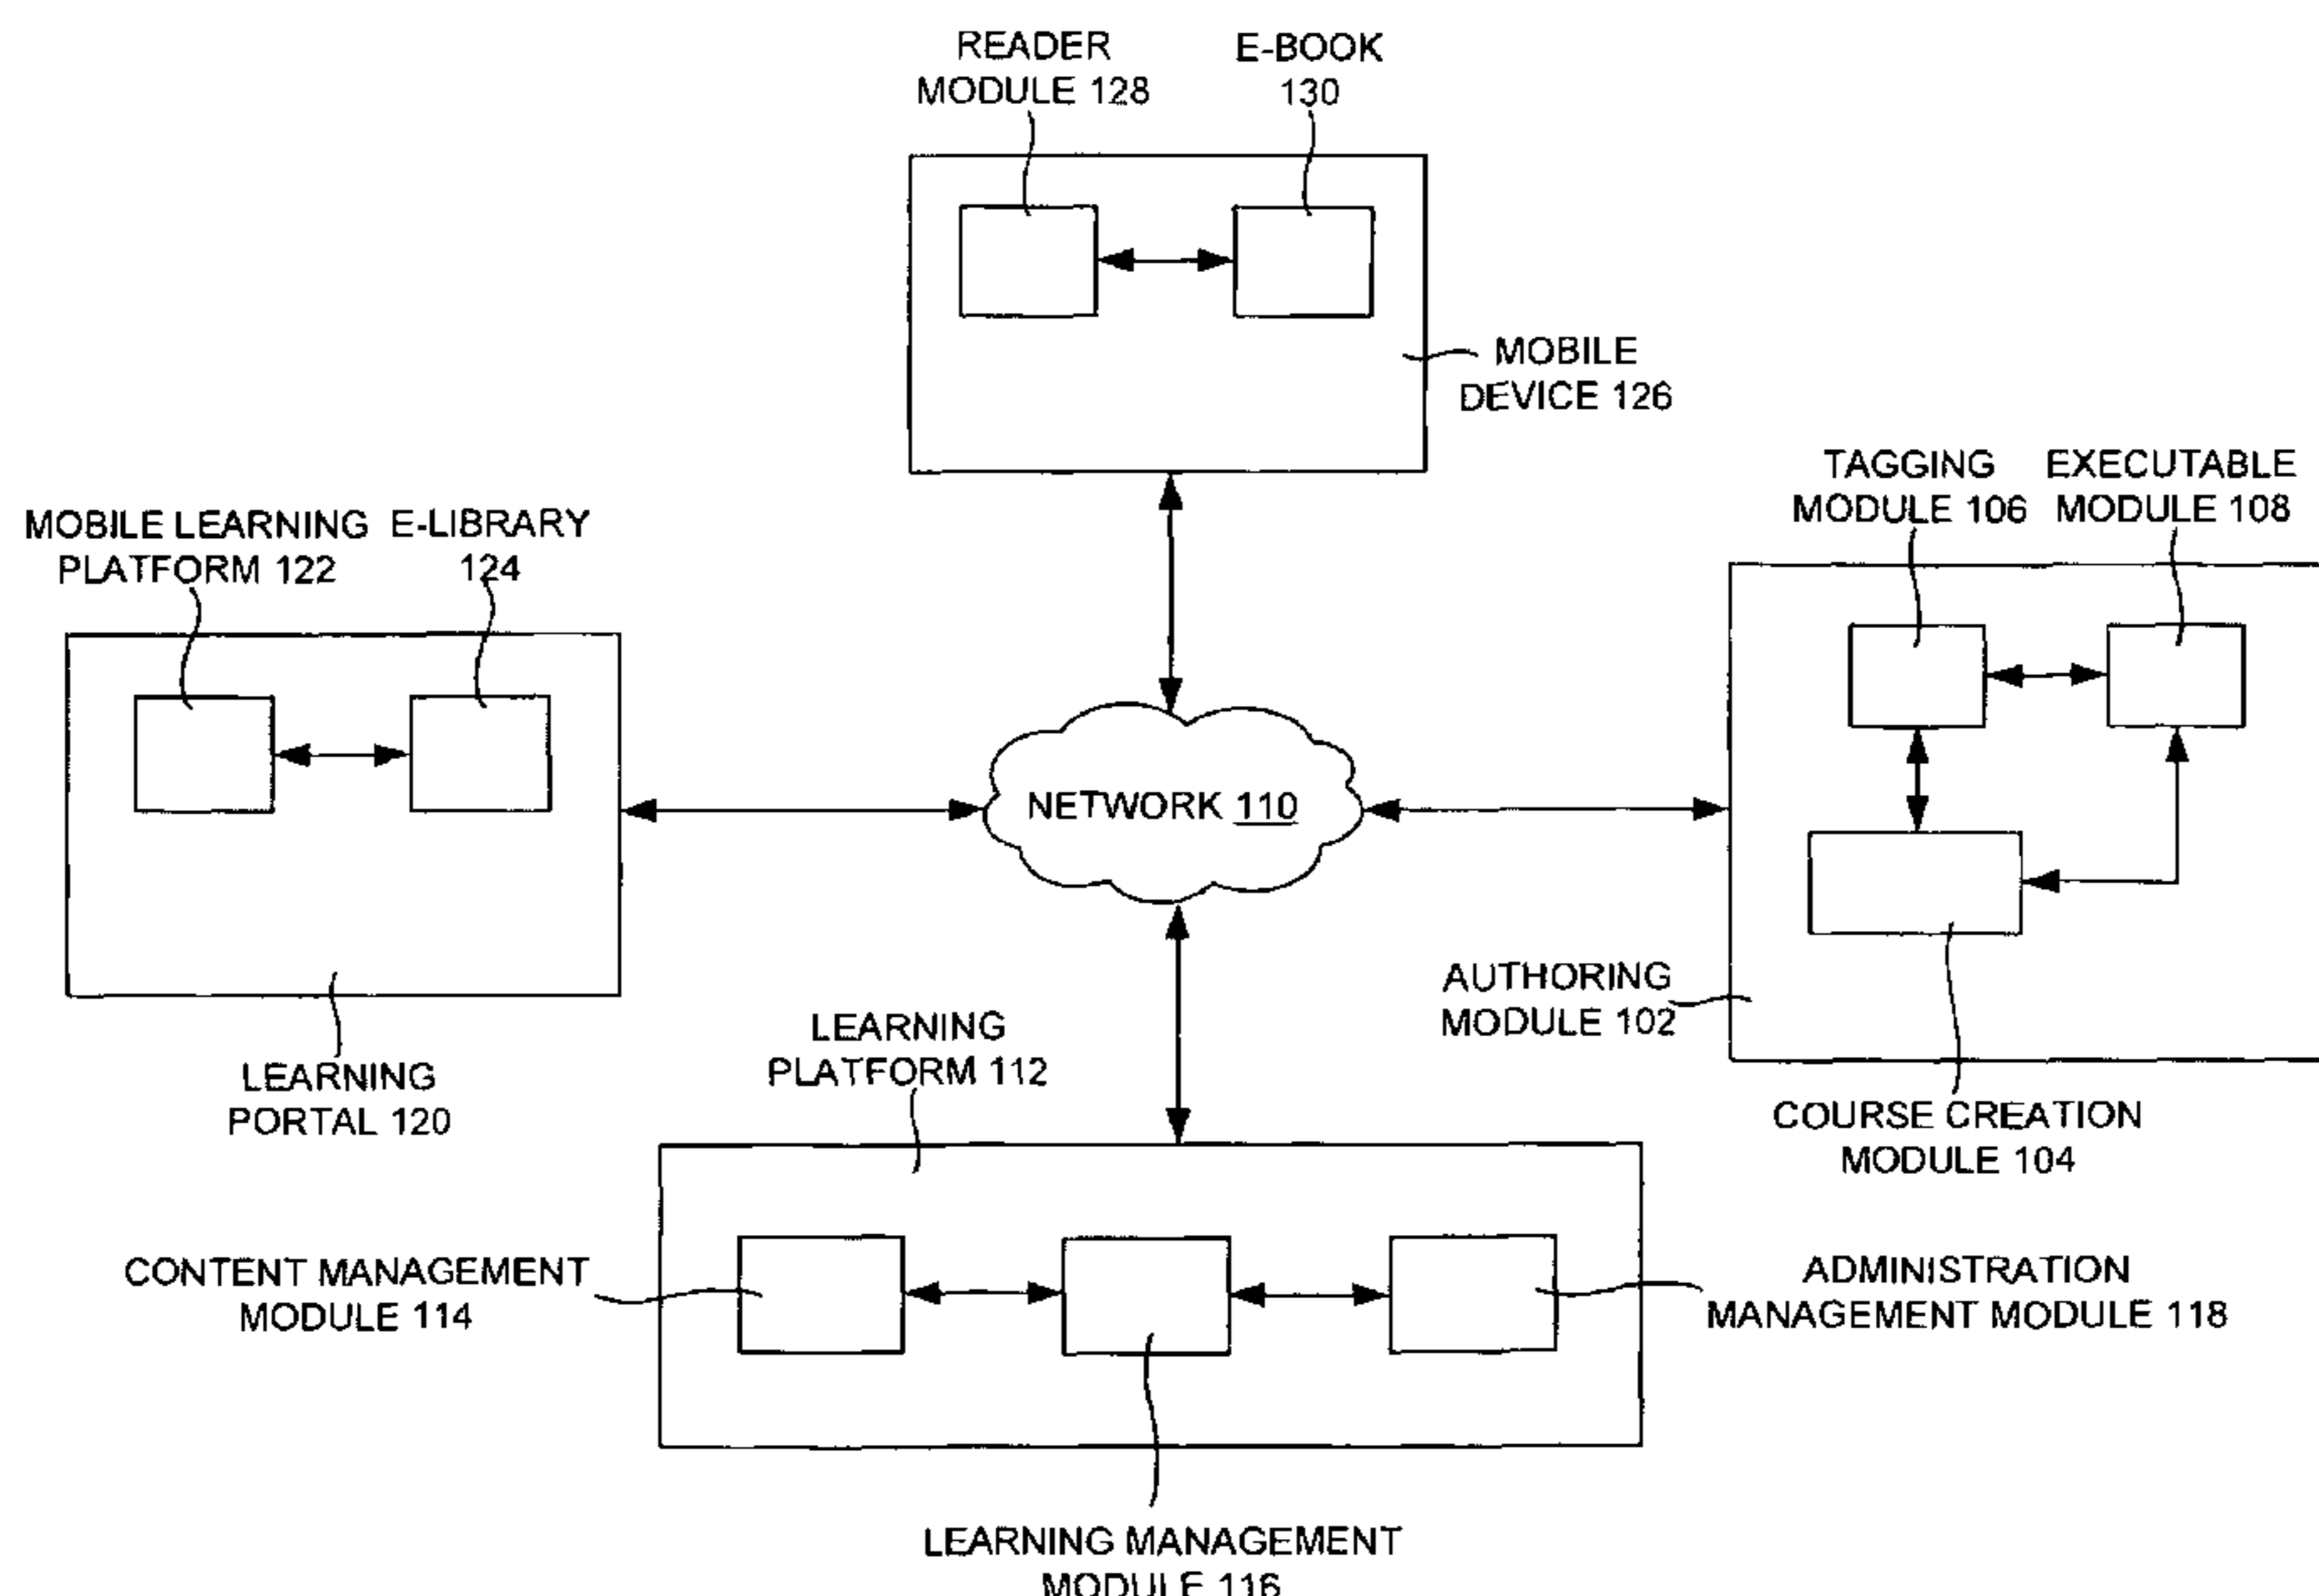 READER
MODULE 128
E-BOOK
130
MOBILE
DEVICE 126
TAGGING
MODULE 106
EXECUTABLE
MODULE 108
MOBILE LEARNING
PLATFORM 122
E-LIBRARY
124
NETWORK 110
AUTHORING
MODULE 102
LEARNING
PLATFORM 112
LEARNING
PORTAL 120
COURSE CREATION
MODULE 104
CONTENT MANAGEMENT
MODULE 114
ADMINISTRATION
MANAGEMENT MODULE 118
LEARNING MANAGEMENT
MODULE 116